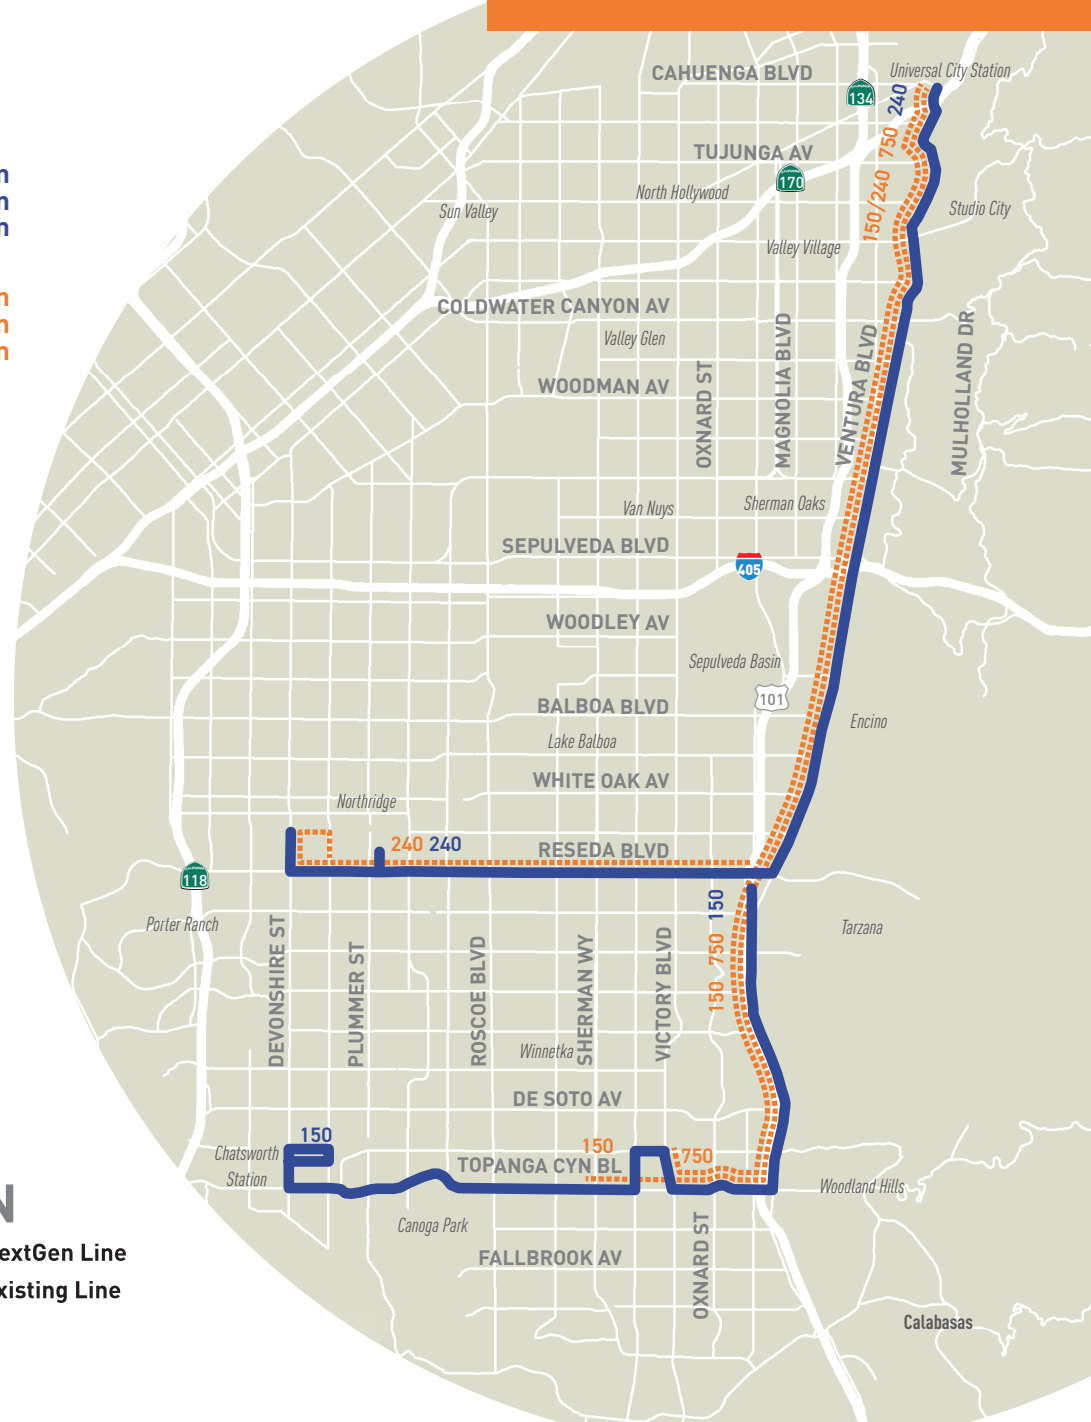 CAHUENGA BLVD
Universal City Station
134
240
TUJUNGA AV
750
170
North Hollywood
150/240
n
n
n
Sun Valley
Studio City
Valley Village
n
n
n
COLDWATER CANYON AV
Valley Glen
MAGNOLIA BLVD
VENTURA BLVD
MULHOLLAND DR
OXNARD ST
WOODMAN AV
Van Nuys
Sherman Oaks
SEPULVEDA BLVD
405
WOODLEY AV
Sepulveda Basin
101
BALBOA BLVD
Encino
Lake Balboa
WHITE OAK AV
Northridge
240 240
RESEDA BLVD
118
150
Porter Ranch
Tarzana
750
150
DEVONSHIRE ST
PLUMMER ST
ROSCOE BLVD
SHERMAN WY
VICTORY BLVD
Winnetka
DE SOTO AV
150
Chatsworth
Station
150
750
TOPANGA CYN BL
Woodland Hills
N
Canoga Park
OXNARD ST
extGen Line
FALLBROOK AV
xisting Line
Calabasas